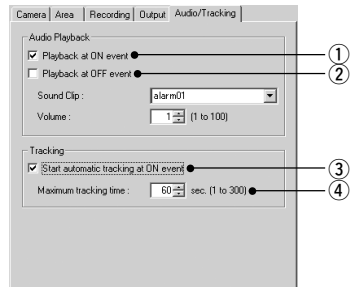 Camera Area Recording Output Audio/Tracking
Audio Playback
Playback at ON event ①
Playback at OFF event ②
Sound Clip : alarm01
Volume : 1 (1 to 100)
Tracking
Start automatic tracking at ON event ③
Maximum tracking time : 60 sec. (1 to 300) ④